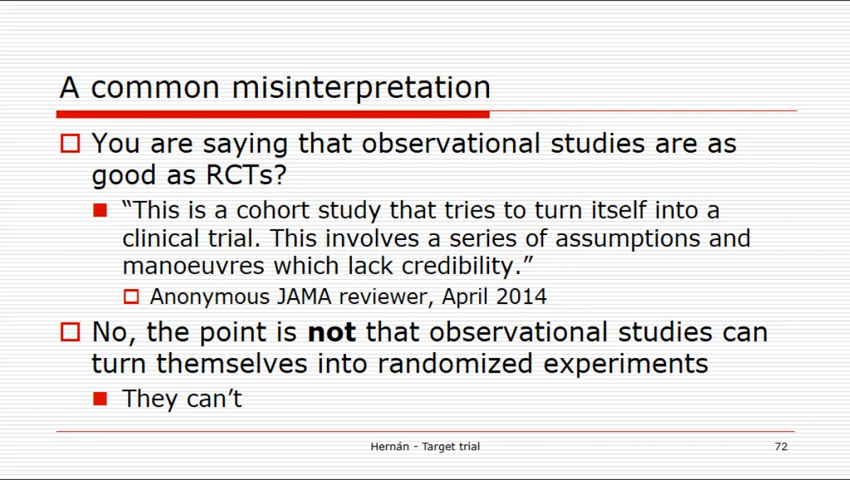 A common misinterpretation
You are saying that observational studies are as
good as RCTs?
“This is a cohort study that tries to turn itself into a
clinical trial. This involves a series of assumptions and
manoeuvres which lack credibility.”
Anonymous JAMA reviewer, April 2014
No, the point is not that observational studies can
turn themselves into randomized experiments
They can’t
Hernán - Target trial
72